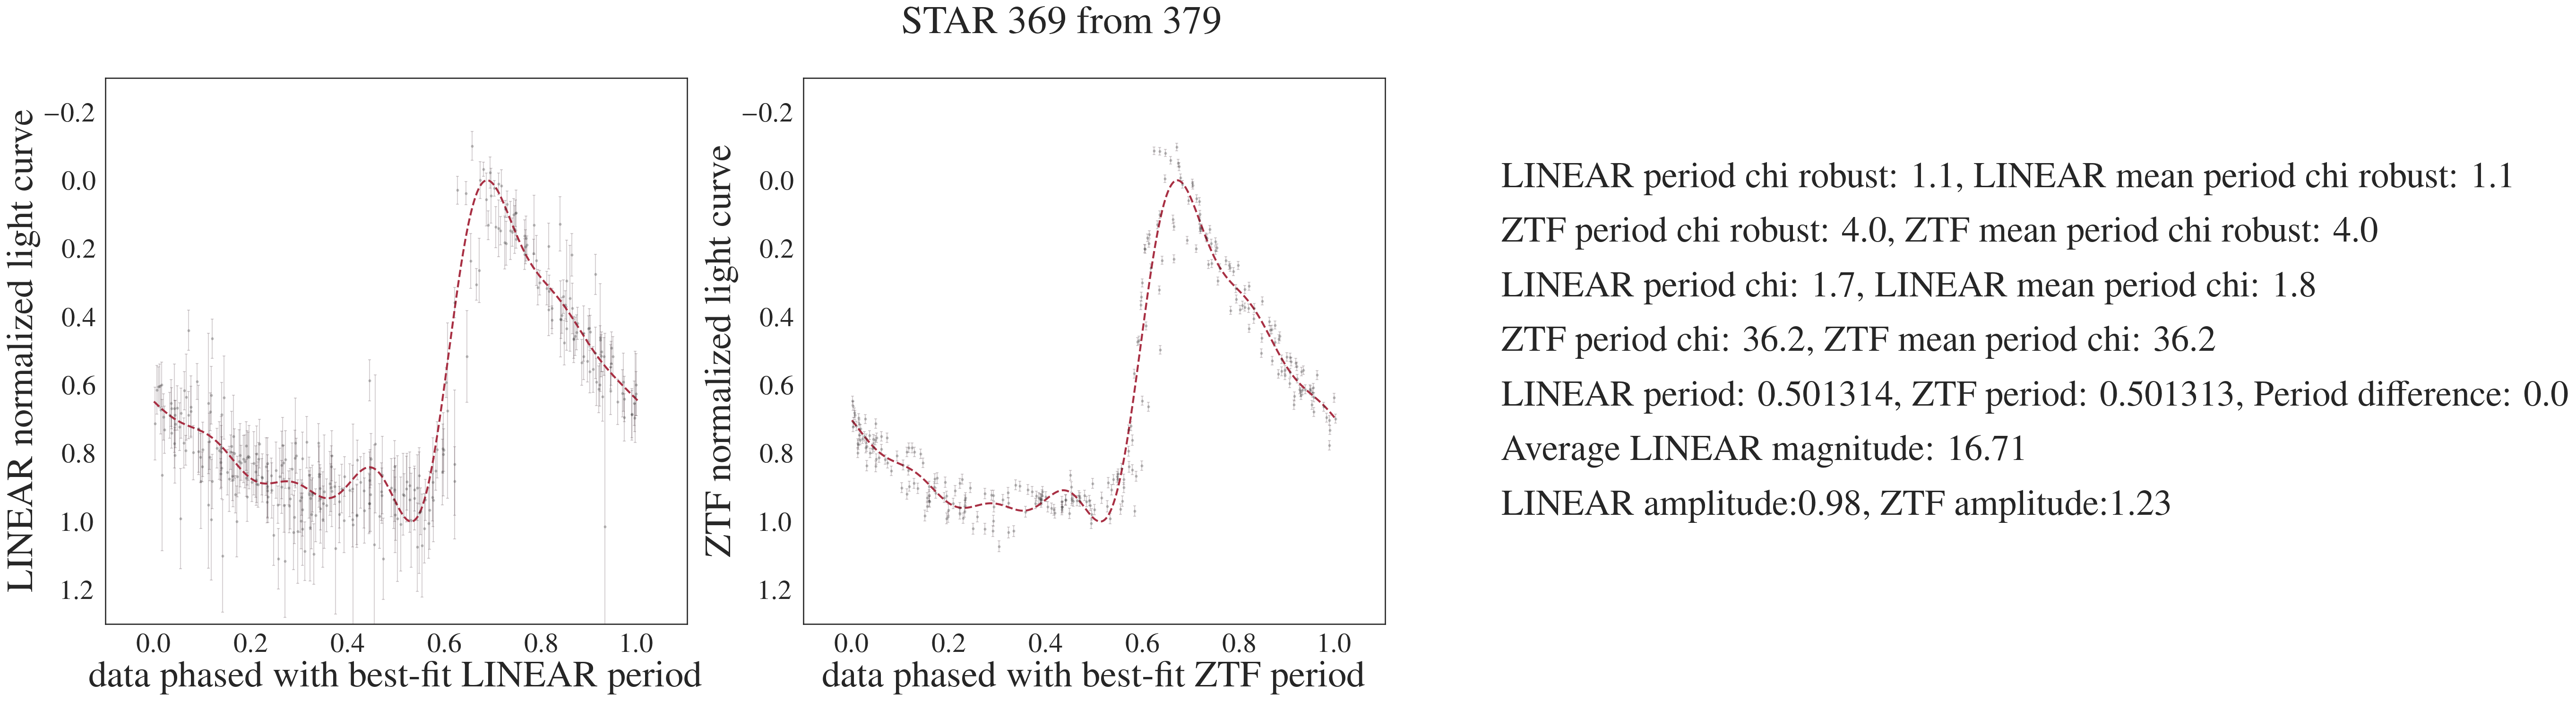 STAR 369 from 379
LINEAR normalized light curve
−0.2
0.0
0.2
0.4
0.6
0.8
1.0
1.2
0.0 0.2 0.4 0.6 0.8 1.0
data phased with best-fit LINEAR period
ZTF normalized light curve
−0.2
0.0
0.2
0.4
0.6
0.8
1.0
1.2
0.0 0.2 0.4 0.6 0.8 1.0
data phased with best-fit ZTF period
LINEAR period chi robust: 1.1, LINEAR mean period chi robust: 1.1
ZTF period chi robust: 4.0, ZTF mean period chi robust: 4.0
LINEAR period chi: 1.7, LINEAR mean period chi: 1.8
ZTF period chi: 36.2, ZTF mean period chi: 36.2
LINEAR period: 0.501314, ZTF period: 0.501313, Period difference: 0.0
Average LINEAR magnitude: 16.71
LINEAR amplitude:0.98, ZTF amplitude:1.23